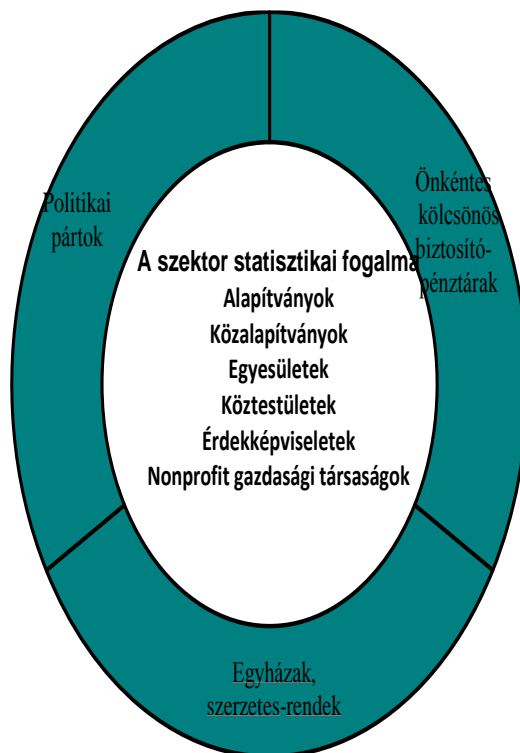 Politikai
pártok
Önkéntes
kölcsönös
biztosító-
pénztárak
A szektor statisztikai fogalma
Alapítványok
Közalapítványok
Egyesületek
Köztestületek
Érdekképviseletek
Nonprofit gazdasági társaságok
Egyházak,
szerzetes-rendek